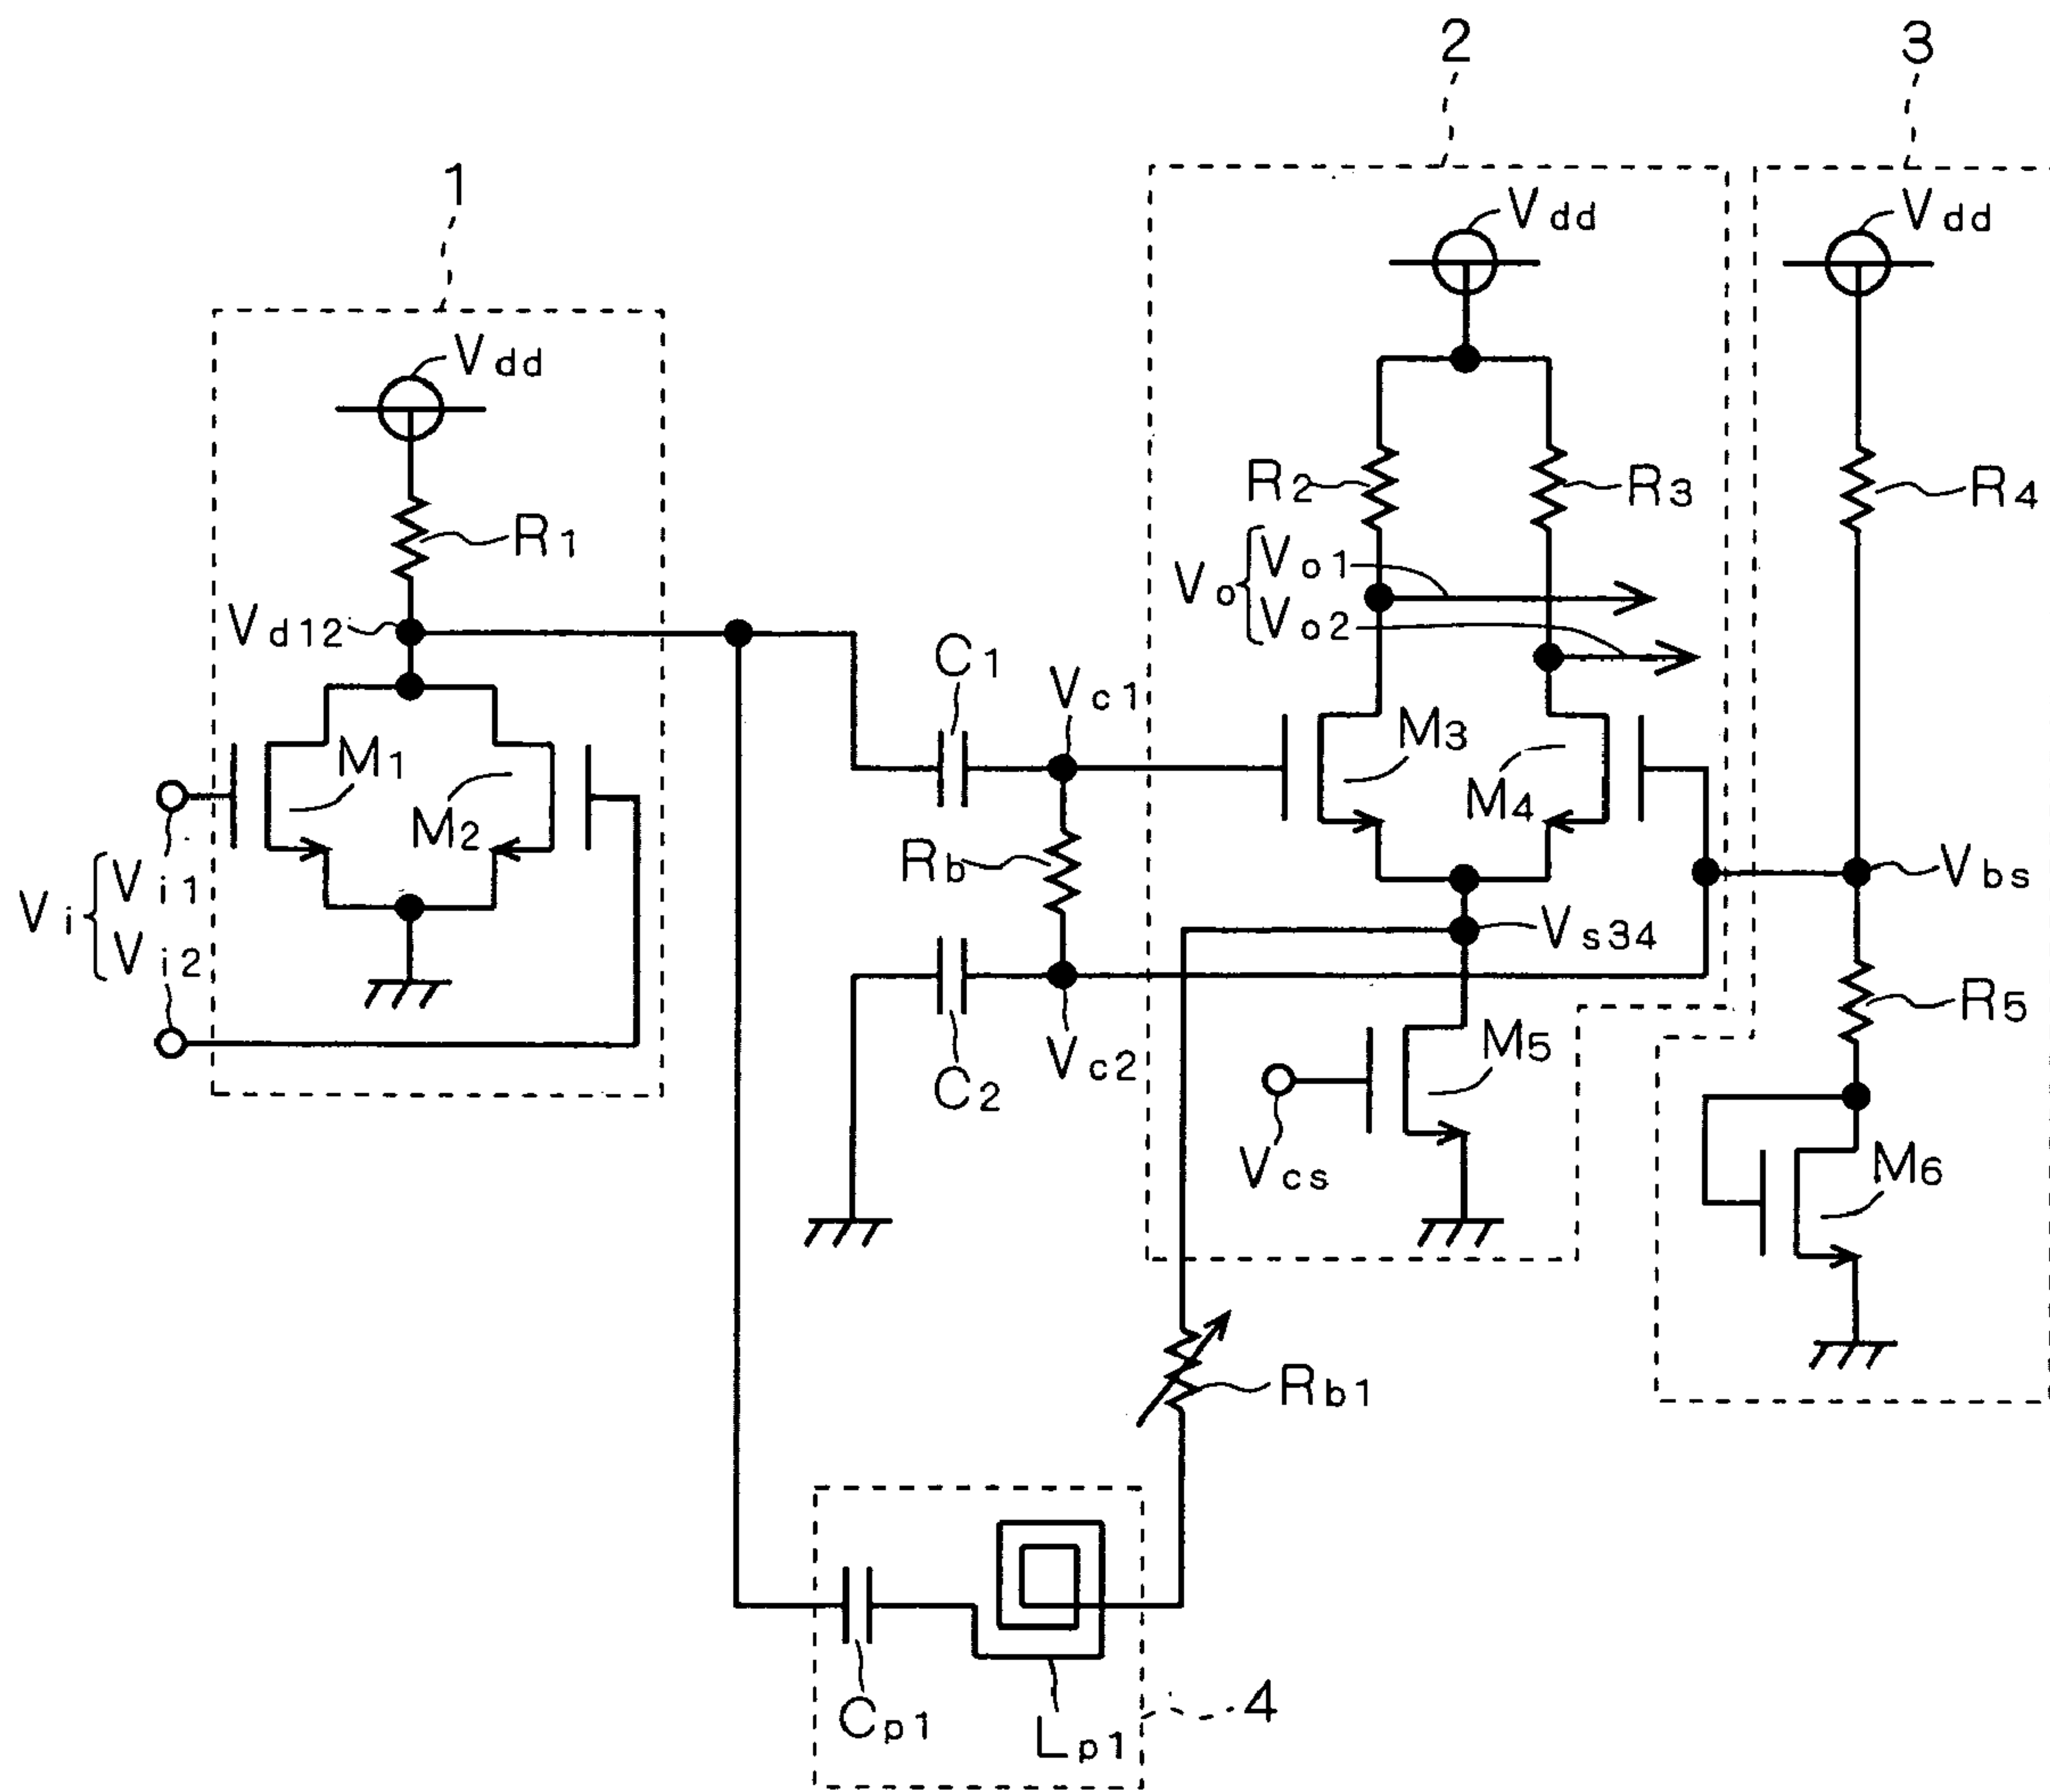 2
3
1
Vdd
Vdd
Vdd
R2
R3
R4
R1
Vo
Vo1
Vo2
Vd12
C1
Vc1
M3
M1
M4
M2
Rb
Vbs
Vi
Vi1
Vi2
Vs34
R5
M5
Vc2
C2
Vcs
M6
Rb1
4
Cp1
Lp1